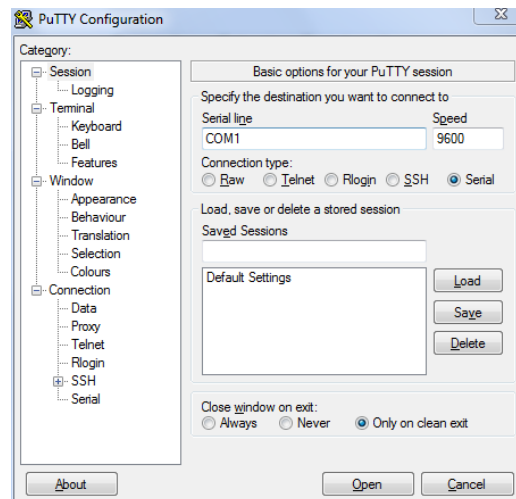 PuTTY Configuration
Category:
Session
Logging
Terminal
Keyboard
Bell
Features
Window
Appearance
Behaviour
Translation
Selection
Colours
Connection
Data
Proxy
Telnet
Rlogin
SSH
Serial
Basic options for your PuTTY session
Specify the destination you want to connect to
Serial line Speed
COM1 9600
Connection type:
Raw Telnet Rlogin SSH Serial
Load, save or delete a stored session
Saved Sessions
Default Settings
Load
Save
Delete
Close window on exit:
Always Never Only on clean exit
About Open Cancel